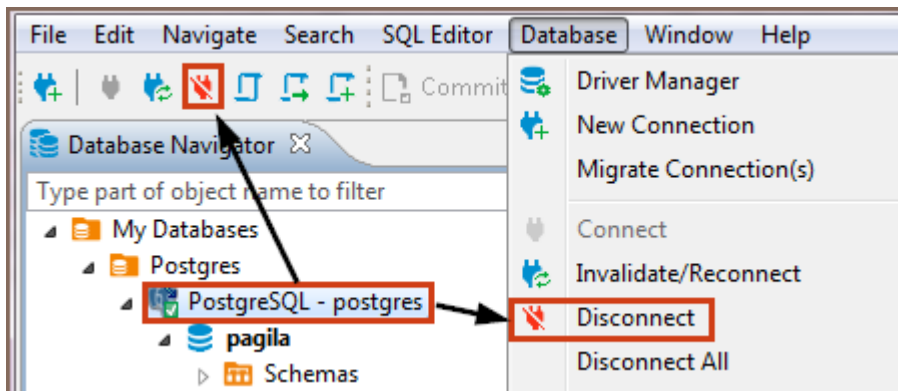 File Edit Navigate Search SQL Editor Database Window Help
Commit
Database Navigator
Type part of object name to filter
My Databases
Postgres
PostgreSQL - postgres
pagila
Schemas
Driver Manager
New Connection
Migrate Connection(s)
Connect
Invalidate/Reconnect
Disconnect
Disconnect All